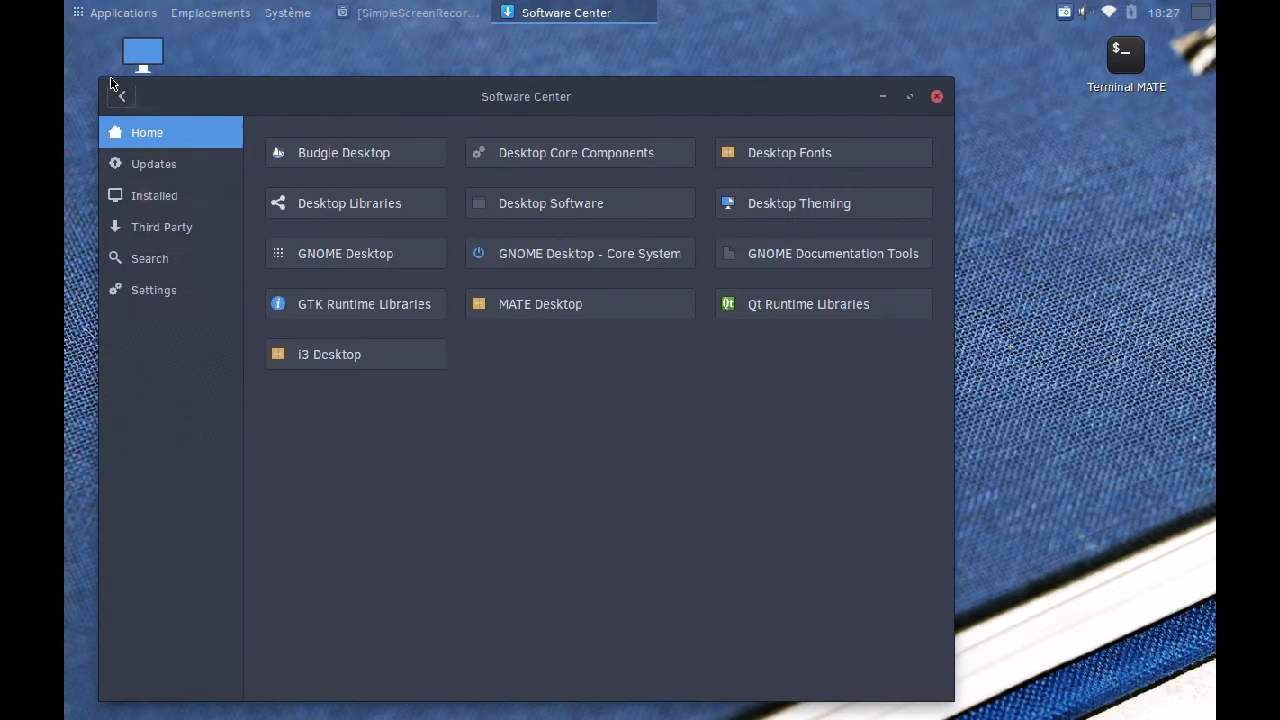 Applications Emplacements Système [SimpleScreenRecor... Software Center 18:27
$_
Terminal MATE
Software Center
Home
Updates
Installed
Third Party
Search
Settings
Budgie Desktop Desktop Core Components Desktop Fonts
Desktop Libraries Desktop Software Desktop Theming
GNOME Desktop GNOME Desktop - Core System GNOME Documentation Tools
GTK Runtime Libraries MATE Desktop Qt Qt Runtime Libraries
i3 Desktop